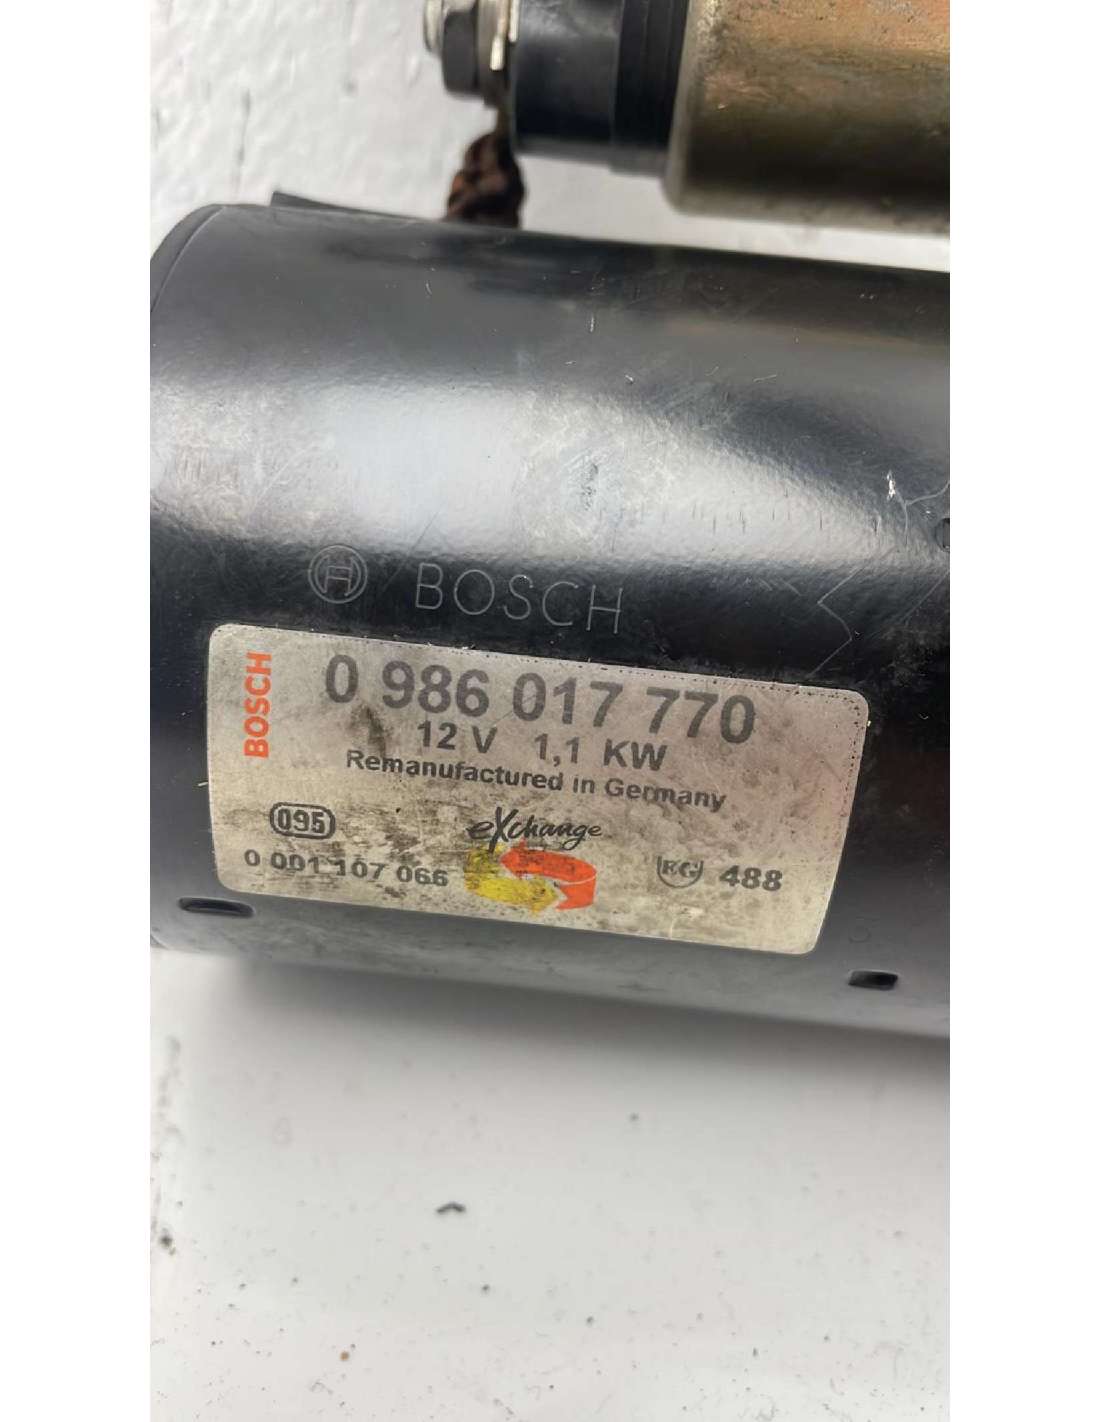 BOSCH
BOSCH
0 986 017 770
12 V 1,1 KW
Remanufactured in Germany
095
eXchange
0 001 107 066
EG 488